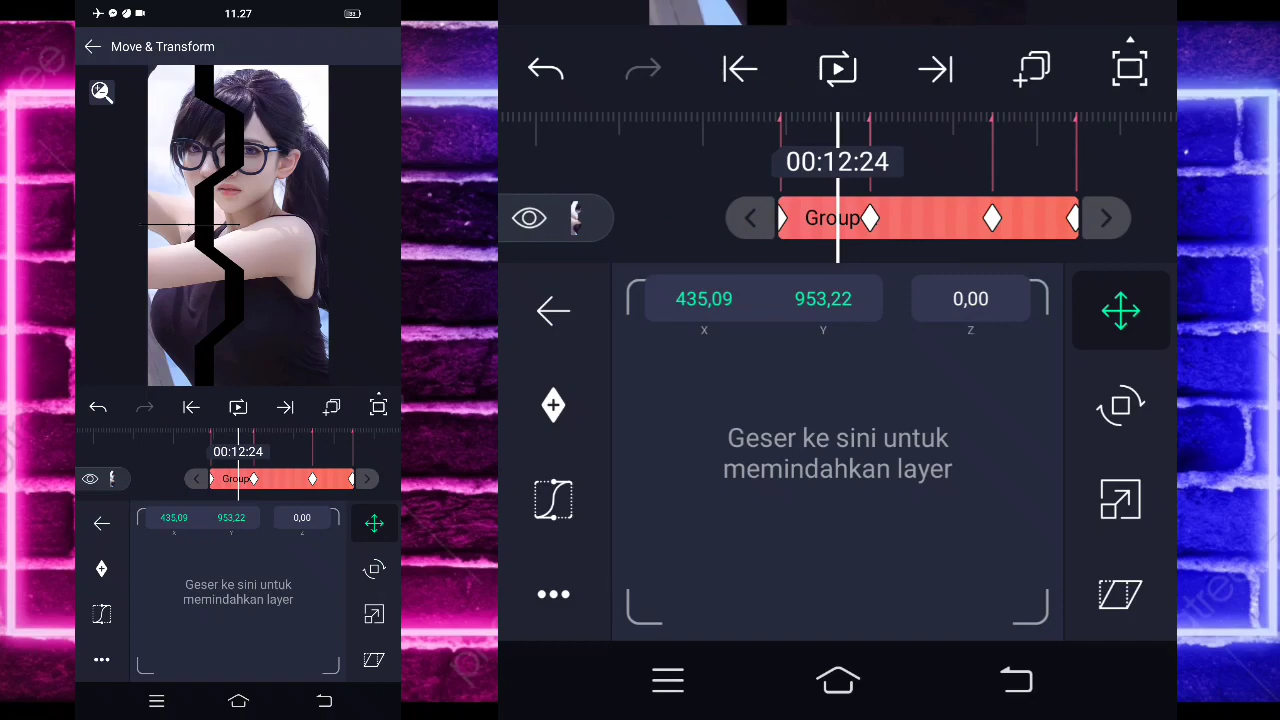 11.27
Move & Transform
00:12:24
Group
435,09 953,22 0,00
X Y Z
Geser ke sini untuk
memindahkan layer
00:12:24
Group
435,09 953,22 0,00
X Y Z
Geser ke sini untuk
memindahkan layer